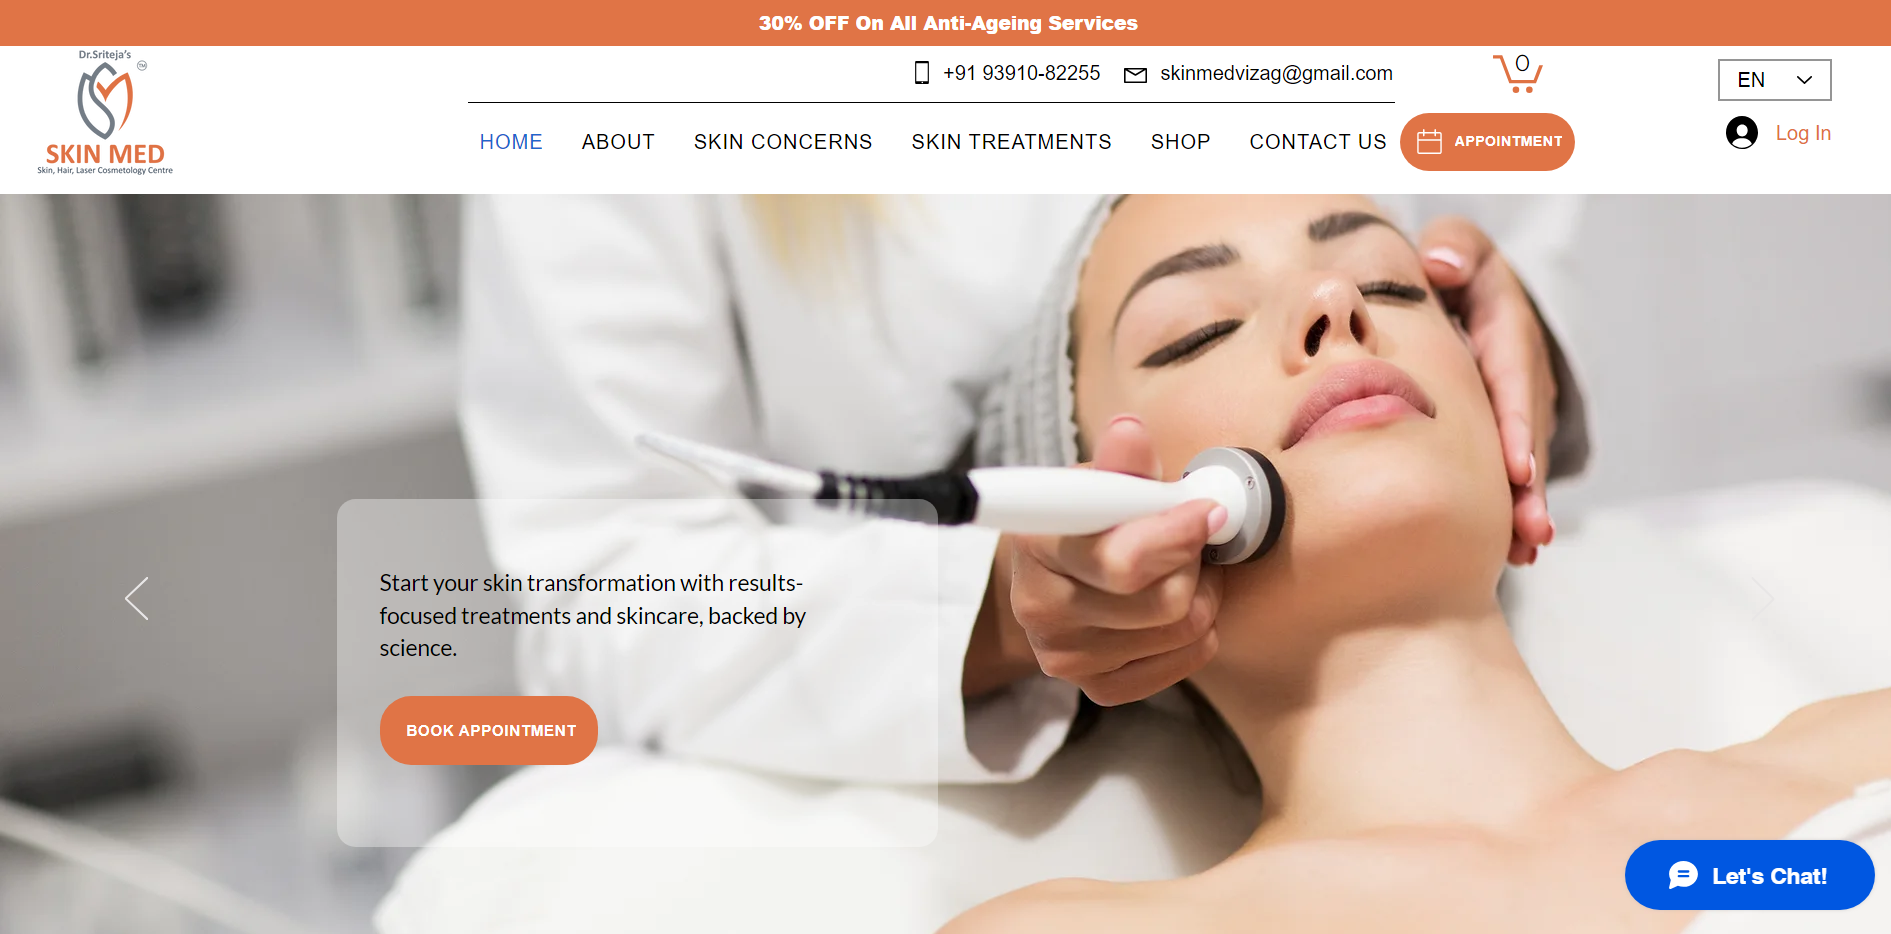 30% OFF On All Anti-Ageing Services
Dr.Sriteja's
TM
SKIN MED
Skin, Hair, Laser Cosmetology Centre
+91 93910-82255
skinmedvizag@gmail.com
0
EN
Log In
HOME
ABOUT
SKIN CONCERNS
SKIN TREATMENTS
SHOP
CONTACT US
APPOINTMENT
Start your skin transformation with results-
focused treatments and skincare, backed by
science.
BOOK APPOINTMENT
Let's Chat!